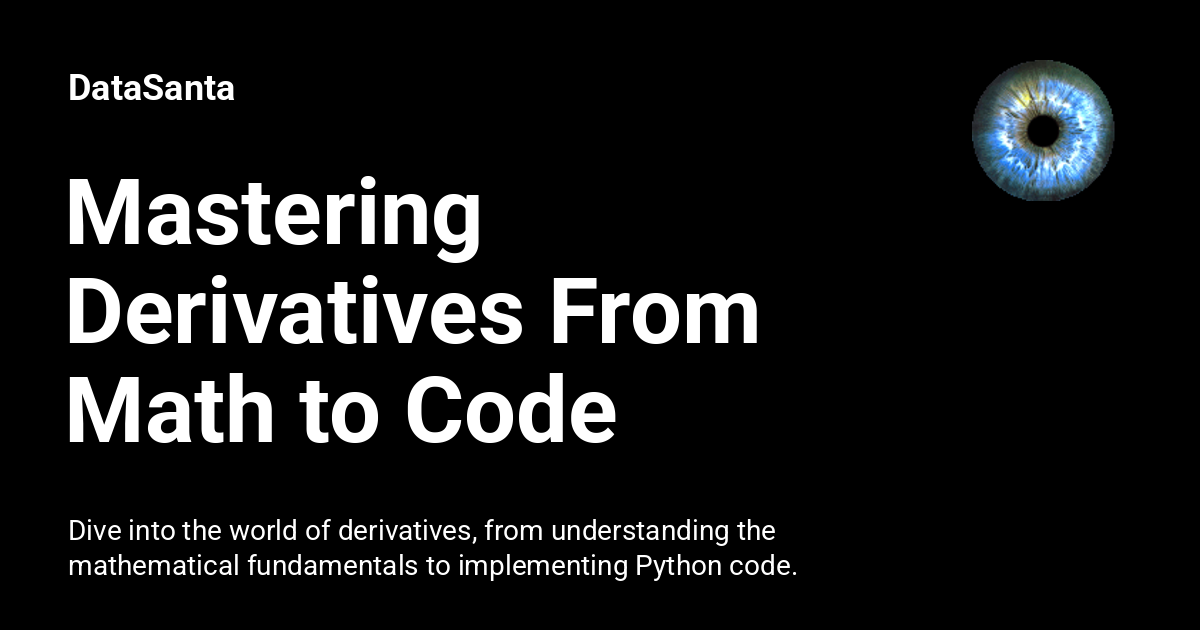 DataSanta
Mastering
Derivatives From
Math to Code
Dive into the world of derivatives, from understanding the
mathematical fundamentals to implementing Python code.